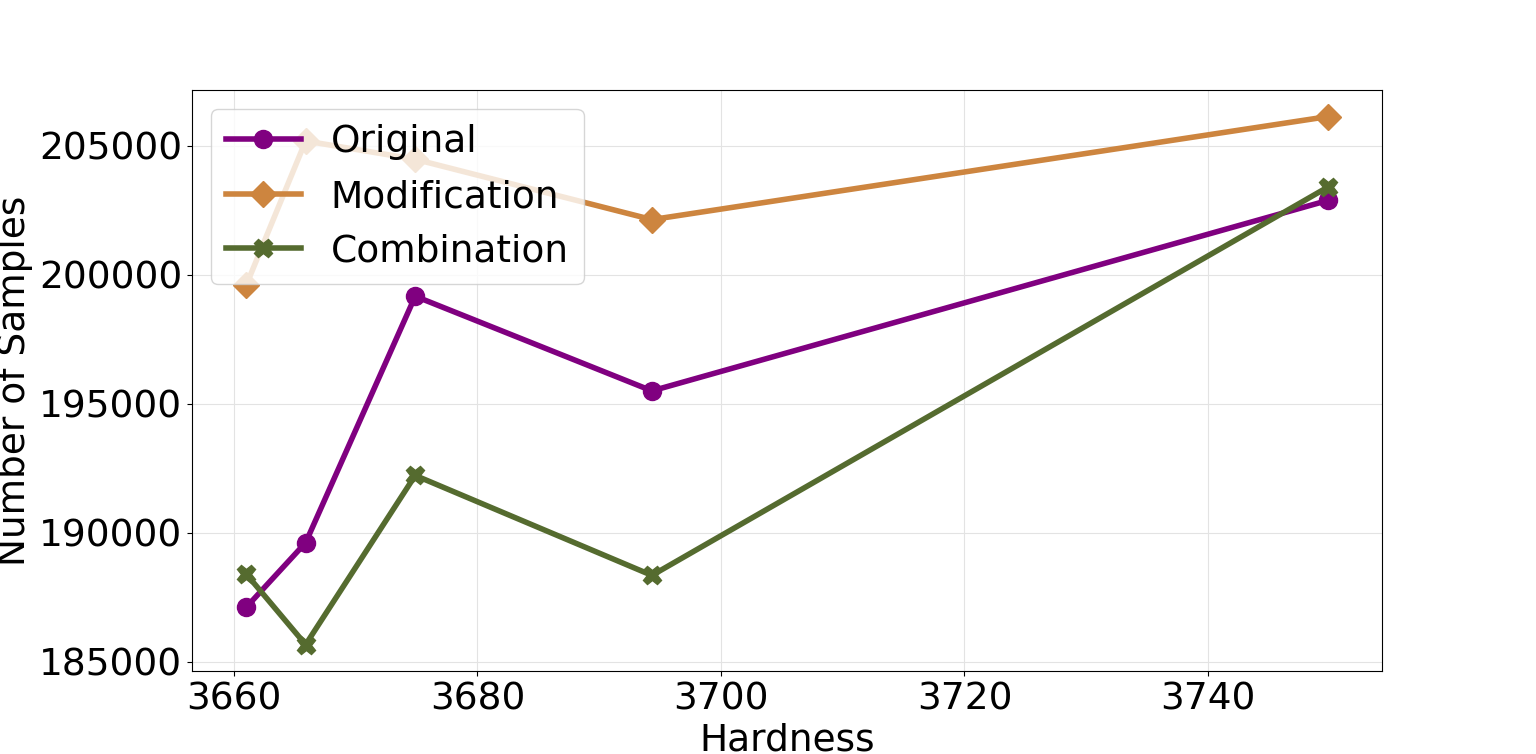 Original
Modification
Combination
205000
200000
195000
190000
185000
Number of Samples
3660 3680 3700 3720 3740
Hardness